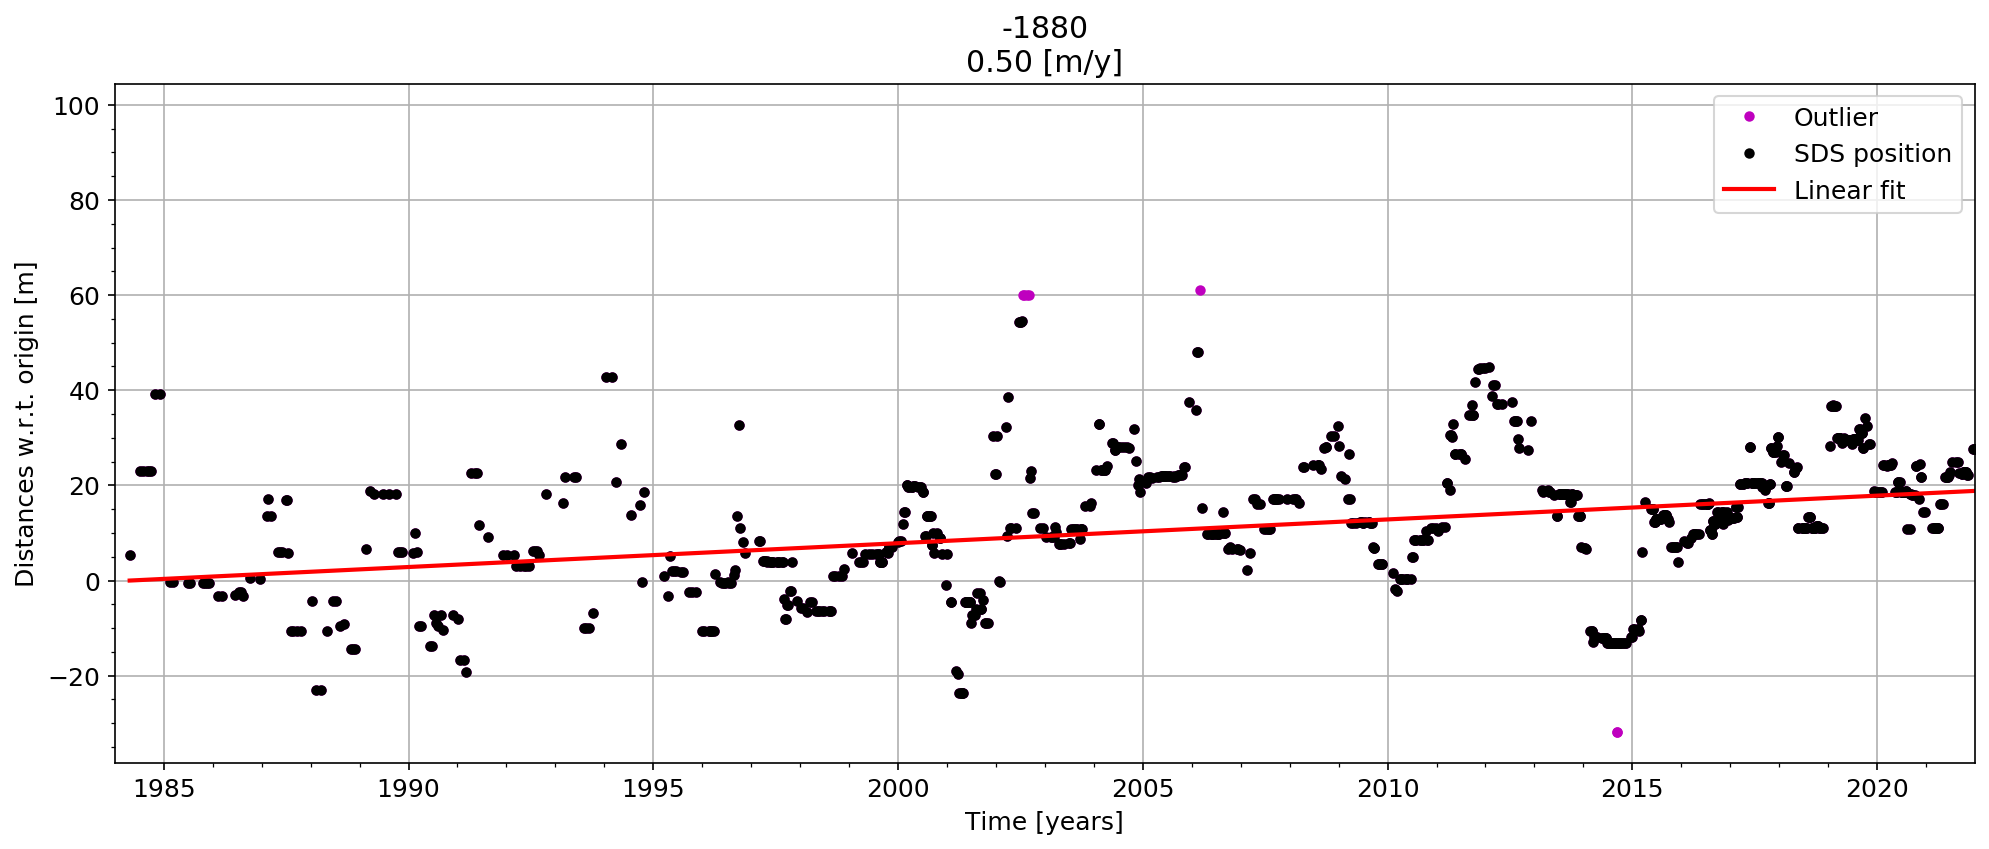 -1880
0.50 [m/y]
Distances w.r.t. origin [m]
100
80
60
40
20
0
−20
Outlier
SDS position
Linear fit
1985
1990
1995
2000
2005
2010
2015
2020
Time [years]